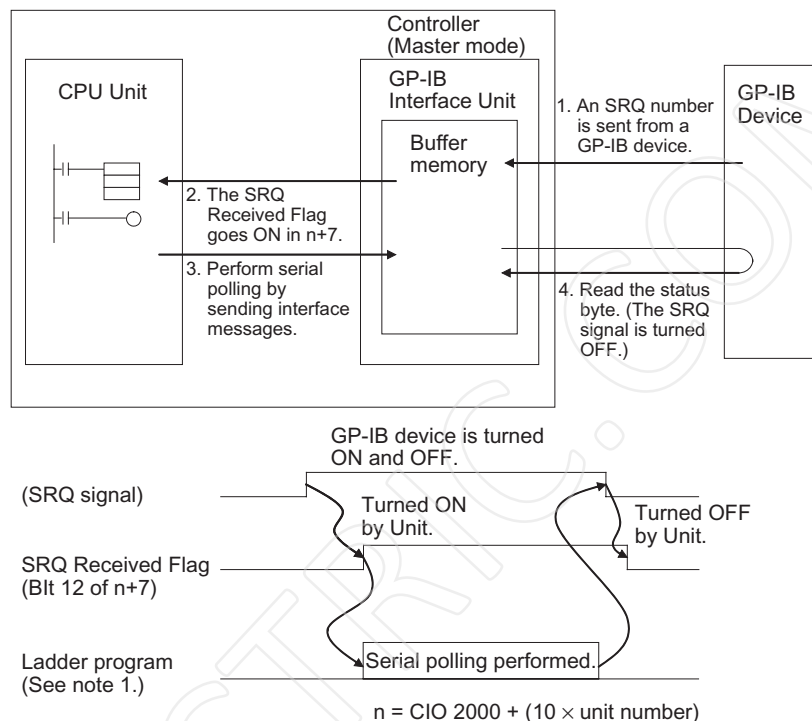 Controller
(Master mode)
CPU Unit
GP-IB
Interface Unit
Buffer
memory
GP-IB
Device
1. An SRQ number
is sent from a
GP-IB device.
2. The SRQ
Received Flag
goes ON in n+7.
3. Perform serial
polling by
sending interface
messages.
4. Read the status
byte. (The SRQ
signal is turned
OFF.)
GP-IB device is turned
ON and OFF.
(SRQ signal)
Turned ON
by Unit.
Turned OFF
by Unit.
SRQ Received Flag
(BIt 12 of n+7)
Ladder program
(See note 1.)
Serial polling performed.
n = CIO 2000 + (10 × unit number)